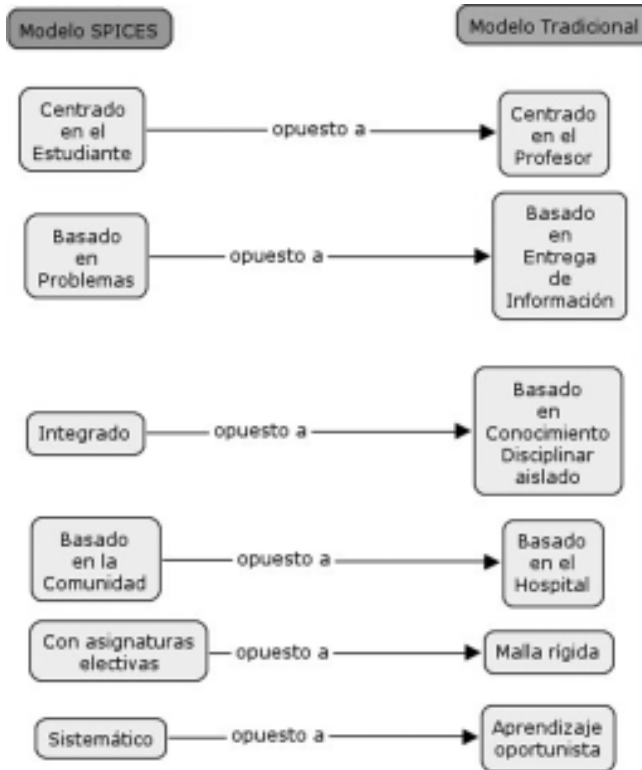 Modelo SPICES
Modelo Tradicional
Centrado
en el
Estudiante
opuesto a
Centrado
en el
Profesor
Basado
en
Problemas
opuesto a
Basado
en
Entrega
de
Información
Integrado
opuesto a
Basado
en
Conocimiento
Disciplinar
aislado
Basado
en la
Comunidad
opuesto a
Basado
en el
Hospital
Con asignaturas
electivas
opuesto a
Malla rígida
Sistemático
opuesto a
Aprendizaje
oportunista